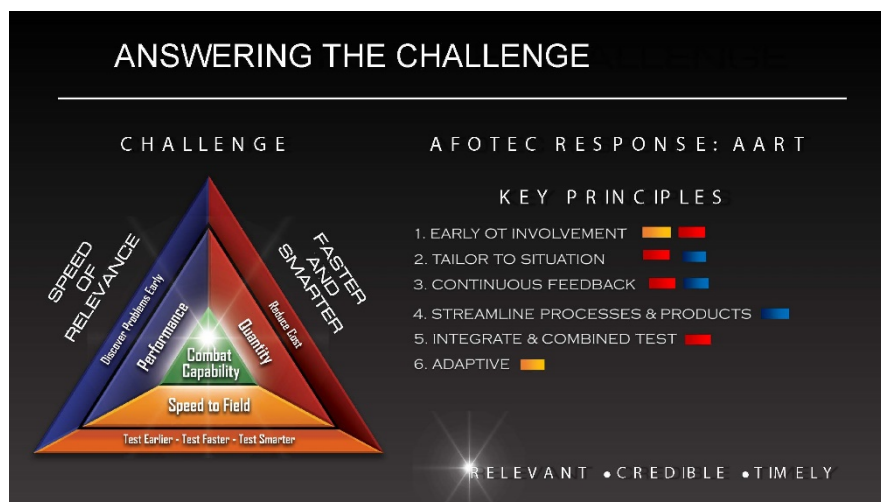 ANSWERING THE CHALLENGE
CHALLENGE
SPEED
OF
RELEVANCE
FASTER
AND
SMARTER
Discover Problems Early
Performance
Quantity
Reduce Cost
Combat
Capability
Speed to Field
Test Earlier - Test Faster - Test Smarter
AFOTEC RESPONSE: AART
KEY PRINCIPLES
1. EARLY OT INVOLVEMENT
2. TAILOR TO SITUATION
3. CONTINUOUS FEEDBACK
4. STREAMLINE PROCESSES & PRODUCTS
5. INTEGRATE & COMBINED TEST
6. ADAPTIVE
RELEVANT •CREDIBLE •TIMELY